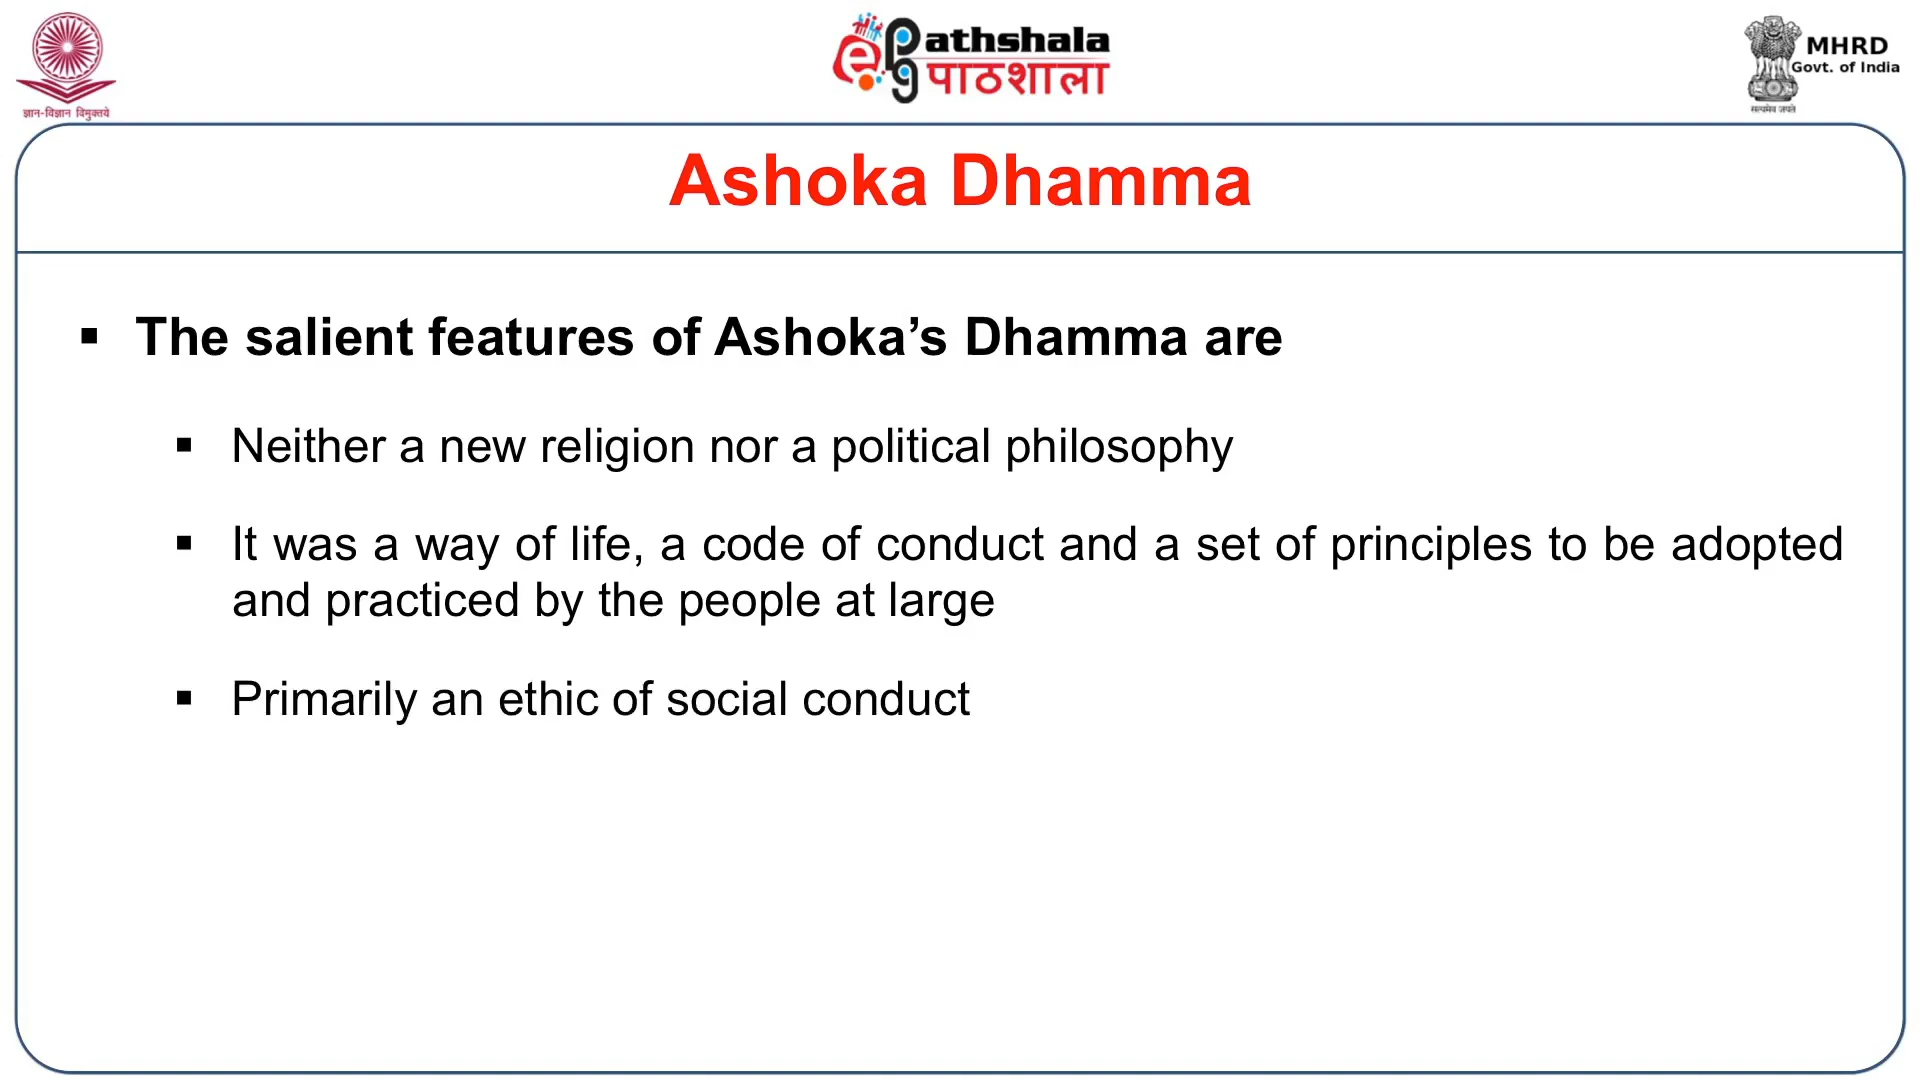 ज्ञान-विज्ञान विमुक्तये
ePathshala
पाठशाला
MHRD
Govt. of India
सत्यमेव जयते
Ashoka Dhamma
▪ The salient features of Ashoka’s Dhamma are
▪ Neither a new religion nor a political philosophy
▪ It was a way of life, a code of conduct and a set of principles to be adopted
and practiced by the people at large
▪ Primarily an ethic of social conduct